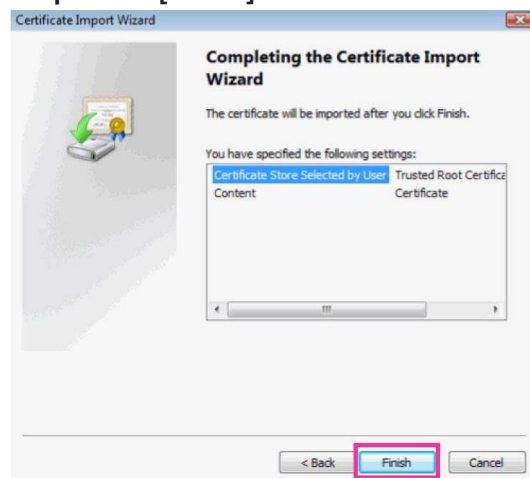 Certificate Import Wizard
Completing the Certificate Import
Wizard
The certificate will be imported after you click Finish.
You have specified the following settings:
Certificate Store Selected by User Trusted Root Certifica
Content Certificate
< Back Finish Cancel